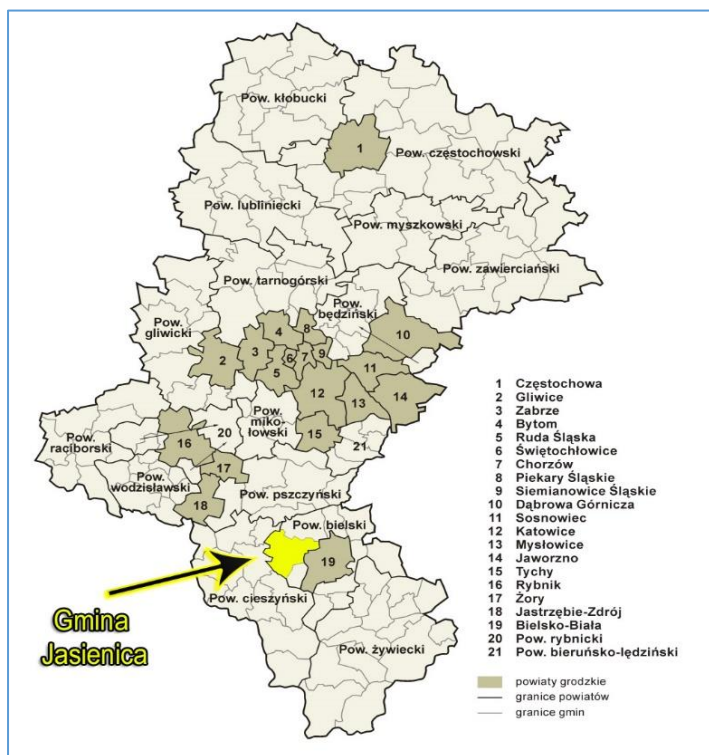 Pow. kłobucki
1
Pow. częstochowski
Pow. lubliniecki
Pow. myszkowski
Pow. zawierciański
Pow. tarnogórski
Pow.
będziński
Pow.
gliwicki
10
4
8
2
3
6
7
9
5
11
12
13
14
Pow.
miko-
łowski
15
21
Pow.
raciborski
16
20
17
Pow.
wodzisławski
18
Pow. pszczyński
Pow. bielski
19
Pow. cieszyński
Pow. żywiecki
Gmina
Jasienica
1 Częstochowa
2 Gliwice
3 Zabrze
4 Bytom
5 Ruda Śląska
6 Świętochłowice
7 Chorzów
8 Piekary Śląskie
9 Siemianowice Śląskie
10 Dąbrowa Górnicza
11 Sosnowiec
12 Katowice
13 Mysłowice
14 Jaworzno
15 Tychy
16 Rybnik
17 Żory
18 Jastrzębie-Zdrój
19 Bielsko-Biała
20 Pow. rybnicki
21 Pow. bieruńsko-lędziński
powiaty grodzkie
granice powiatów
granice gmin